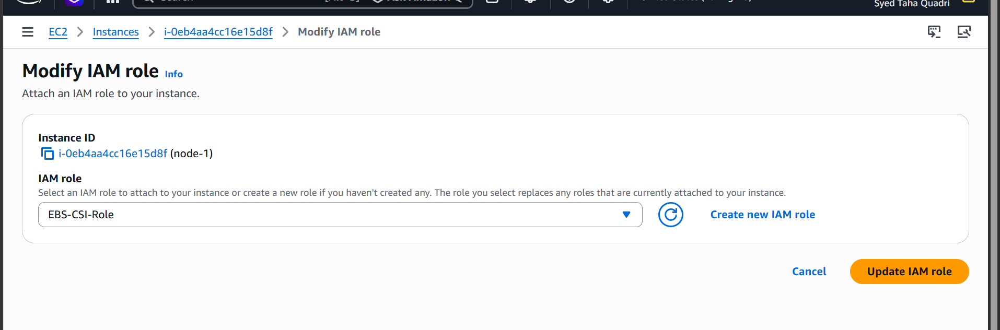 Syed Taha Quadri
EC2 Instances i-0eb4aa4cc16e15d8f Modify IAM role
Modify IAM role Info
Attach an IAM role to your instance.
Instance ID
i-0eb4aa4cc16e15d8f (node-1)
IAM role
Select an IAM role to attach to your instance or create a new role if you haven't created any. The role you select replaces any roles that are currently attached to your instance.
EBS-CSI-Role
Create new IAM role
Cancel
Update IAM role